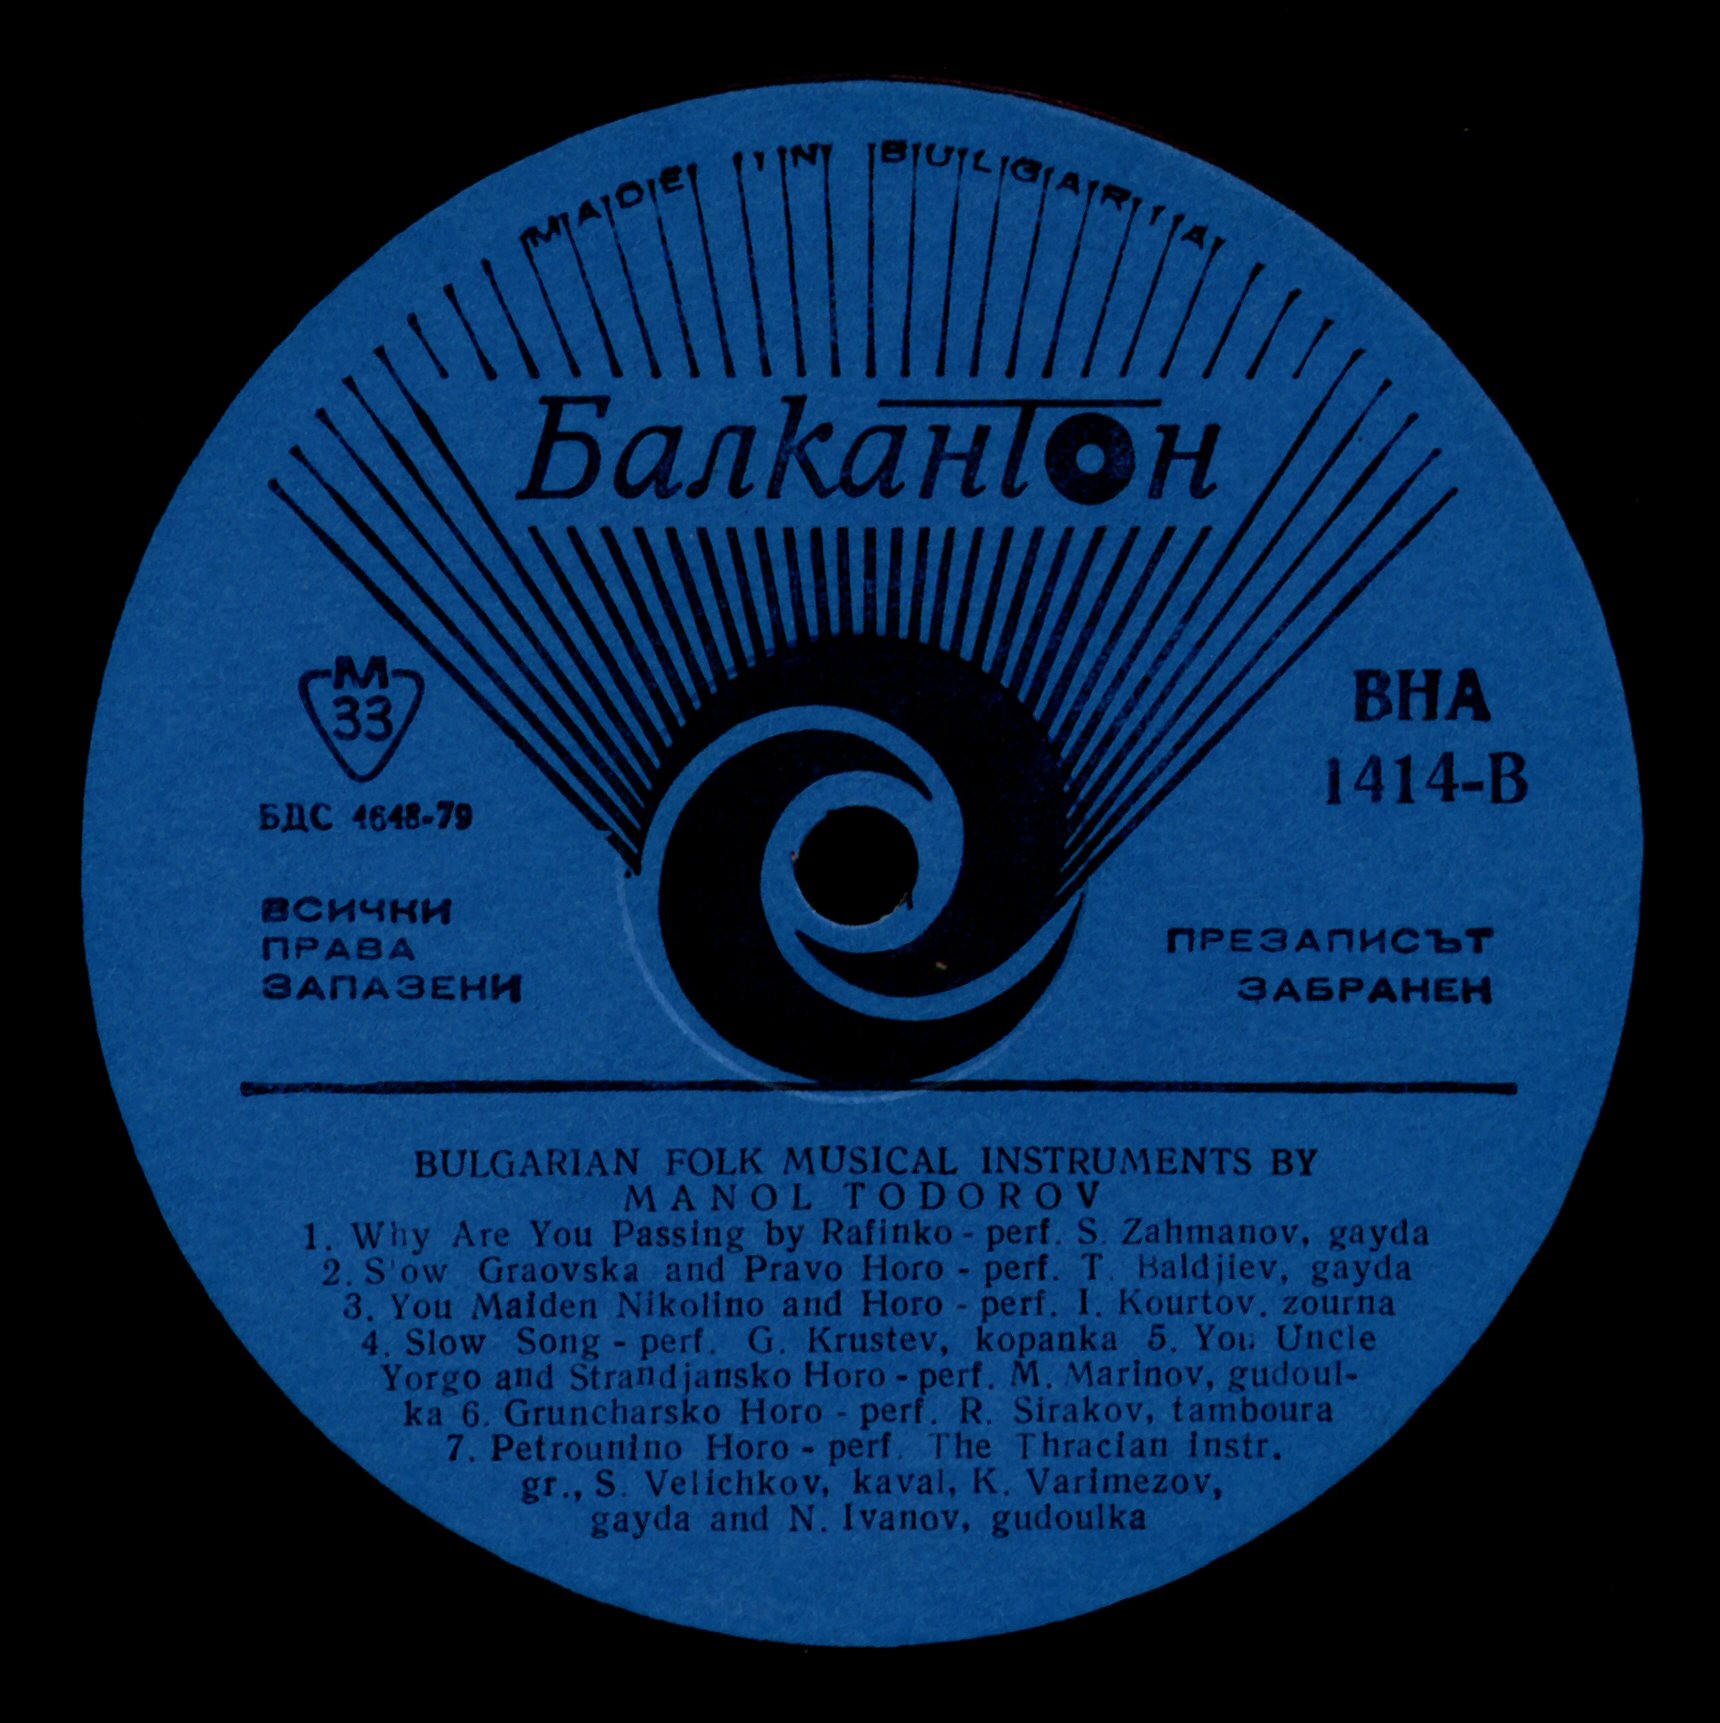 MADE IN BULGARIA
Балкантон
М
33
БДС 4648-79
ВНА
1414-В
ВСИЧКИ
ПРАВА
ЗАПАЗЕНИ
ПРЕЗАПИСЪТ
ЗАБРАНЕН
BULGARIAN FOLK MUSICAL INSTRUMENTS BY
MANOL TODOROV
1. Why Are You Passing by Rafinko - perf. S. Zahmanov, gayda
2. S'ow Graovska and Pravo Horo - perf. T. Baldjiev, gayda
3. You Maiden Nikolino and Horo - perf. I. Kourtov. zourna
4. Slow Song - perf. G. Krustev, kopanka 5. You Uncle
Yorgo and Strandjansko Horo - perf. M. Marinov, gudoul-
ka 6. Gruncharsko Horo - perf. R. Sirakov, tamboura
7. Petrounino Horo - perf. The Thracian Instr.
gr., S. Velichkov, kaval, K. Varimezov,
gayda and N. Ivanov, gudoulka